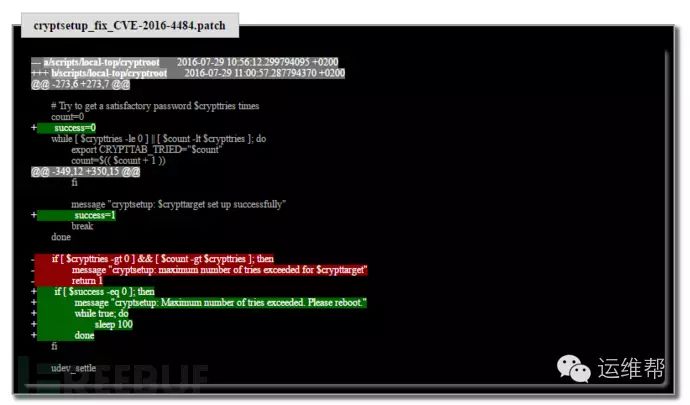 cryptsetup_fix_CVE-2016-4484.patch
--- a/scripts/local-top/cryptroot 2016-07-29 10:56:12.299794095 +0200
+++ b/scripts/local-top/cryptroot 2016-07-29 11:00:57.287794370 +0200
@@ -273,6 +273,7 @@
# Try to get a satisfactory password $crypttries times
count=0
+ success=0
while [ $crypttries -le 0 ] || [ $count -lt $crypttries ]; do
export CRYPTTAB_TRIED="$count"
count=$(( $count + 1 ))
@@ -349,12 +350,15 @@
fi
message "cryptsetup: $crypttarget set up successfully"
+ success=1
break
done
- if [ $crypttries -gt 0 ] && [ $count -gt $crypttries ]; then
- message "cryptsetup: maximum number of tries exceeded for $crypttarget"
- return 1
+ if [ $success -eq 0 ]; then
+ message "cryptsetup: Maximum number of tries exceeded. Please reboot."
+ while true; do
+ sleep 100
+ done
fi
udev_settle
REEBUF
运维帮